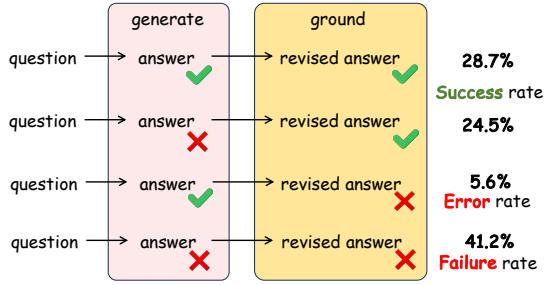 generate ground
question answer revised answer 28.7%
Success rate
question answer revised answer 24.5%
question answer revised answer 5.6%
Error rate
question answer revised answer 41.2%
Failure rate